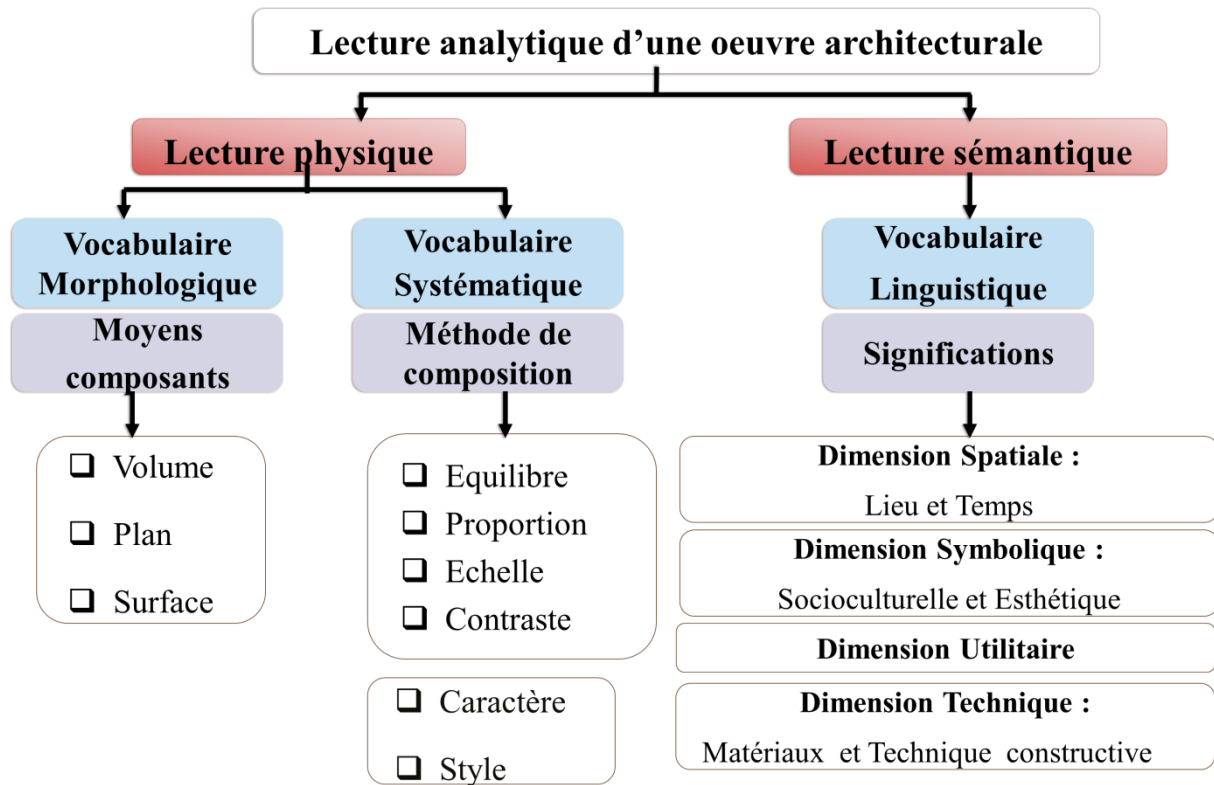 Lecture analytique d’une oeuvre architecturale
Lecture physique
Lecture sémantique
Vocabulaire
Morphologique
Moyens
composants
Vocabulaire
Systématique
Méthode de
composition
Vocabulaire
Linguistique
Significations
Volume
Plan
Surface
Equilibre
Proportion
Echelle
Contraste
Caractère
Style
Dimension Spatiale :
Lieu et Temps
Dimension Symbolique :
Socioculturelle et Esthétique
Dimension Utilitaire
Dimension Technique :
Matériaux et Technique constructive